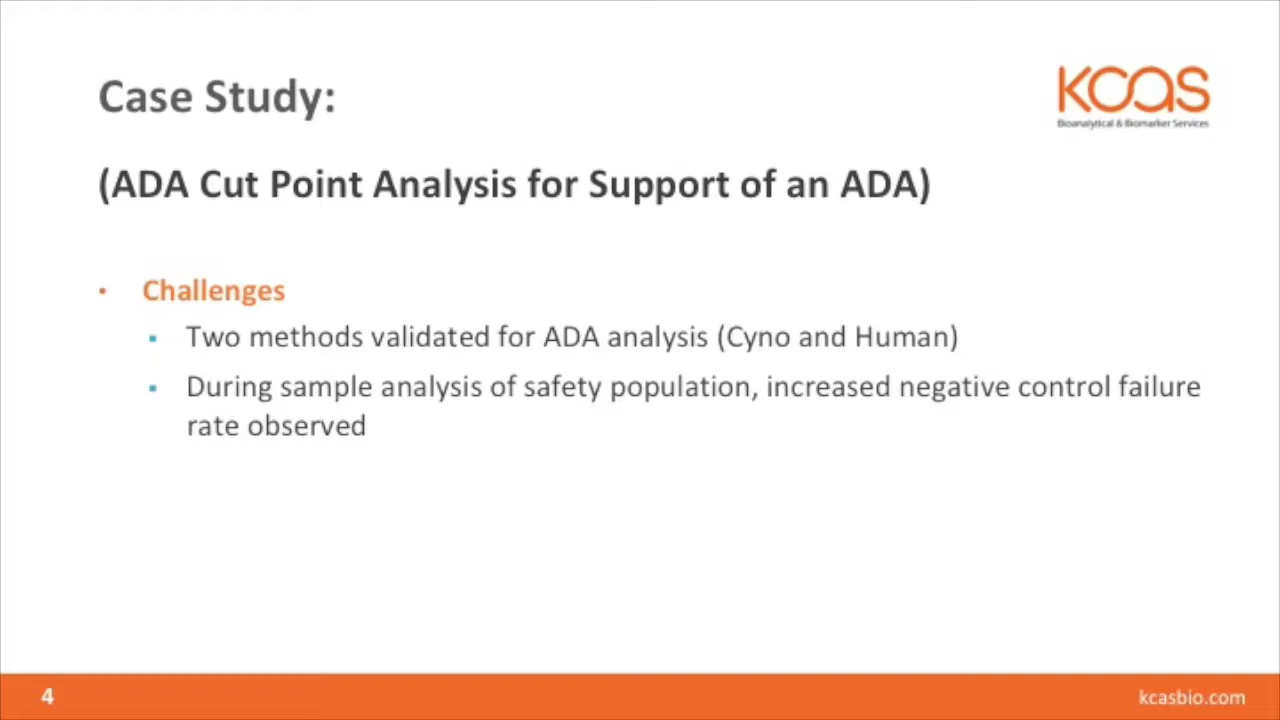 Case Study:
KCAS
Bioanalytical & Biomarker Services
(ADA Cut Point Analysis for Support of an ADA)
• Challenges
▪ Two methods validated for ADA analysis (Cyno and Human)
▪ During sample analysis of safety population, increased negative control failure
rate observed
4
kcasbio.com